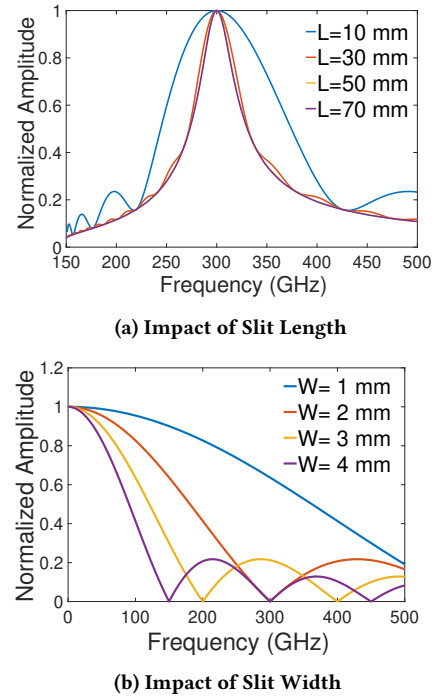 1
0.8
0.6
0.4
0.2
0
Normalized Amplitude
L=10 mm
L=30 mm
L=50 mm
L=70 mm
150 200 250 300 350 400 450 500
Frequency (GHz)
(a) Impact of Slit Length
1.2
1
0.8
0.6
0.4
0.2
0
Normalized Amplitude
W= 1 mm
W= 2 mm
W= 3 mm
W= 4 mm
0 100 200 300 400 500
Frequency (GHz)
(b) Impact of Slit Width